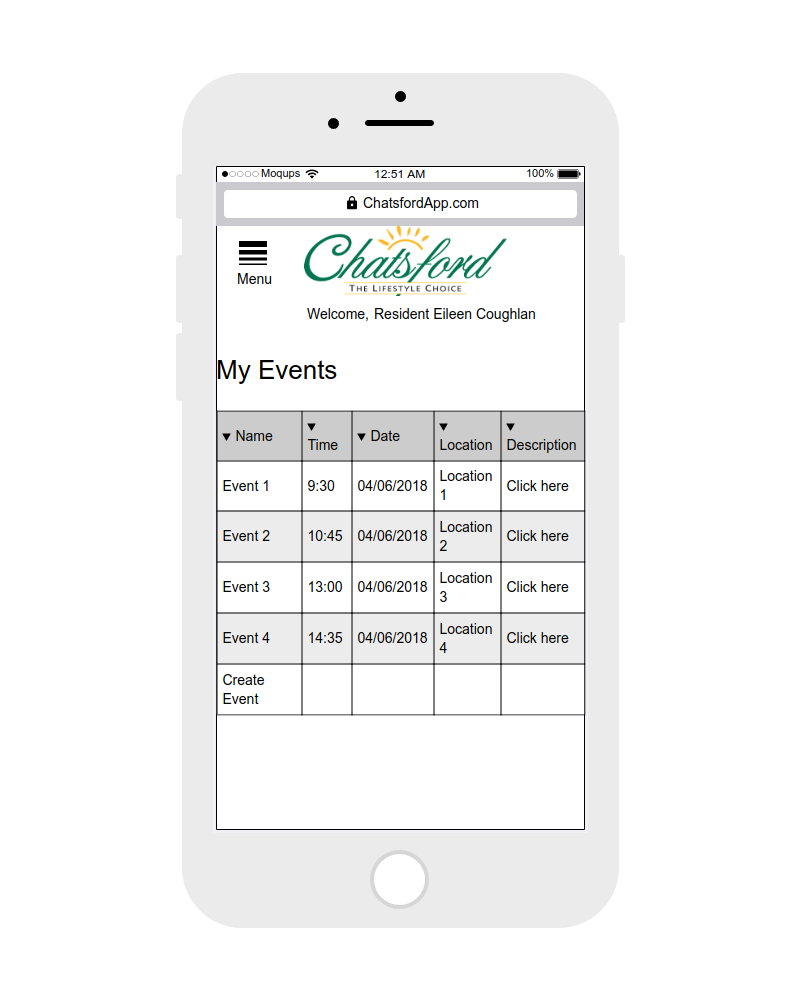 Moqups 12:51 AM 100%
ChatsfordApp.com
Menu
Chatsford
THE LIFESTYLE CHOICE
Welcome, Resident Eileen Coughlan
My Events
▼ Name ▼ Time ▼ Date ▼ Location ▼ Description
Event 1 9:30 04/06/2018 Location 1 Click here
Event 2 10:45 04/06/2018 Location 2 Click here
Event 3 13:00 04/06/2018 Location 3 Click here
Event 4 14:35 04/06/2018 Location 4 Click here
Create Event